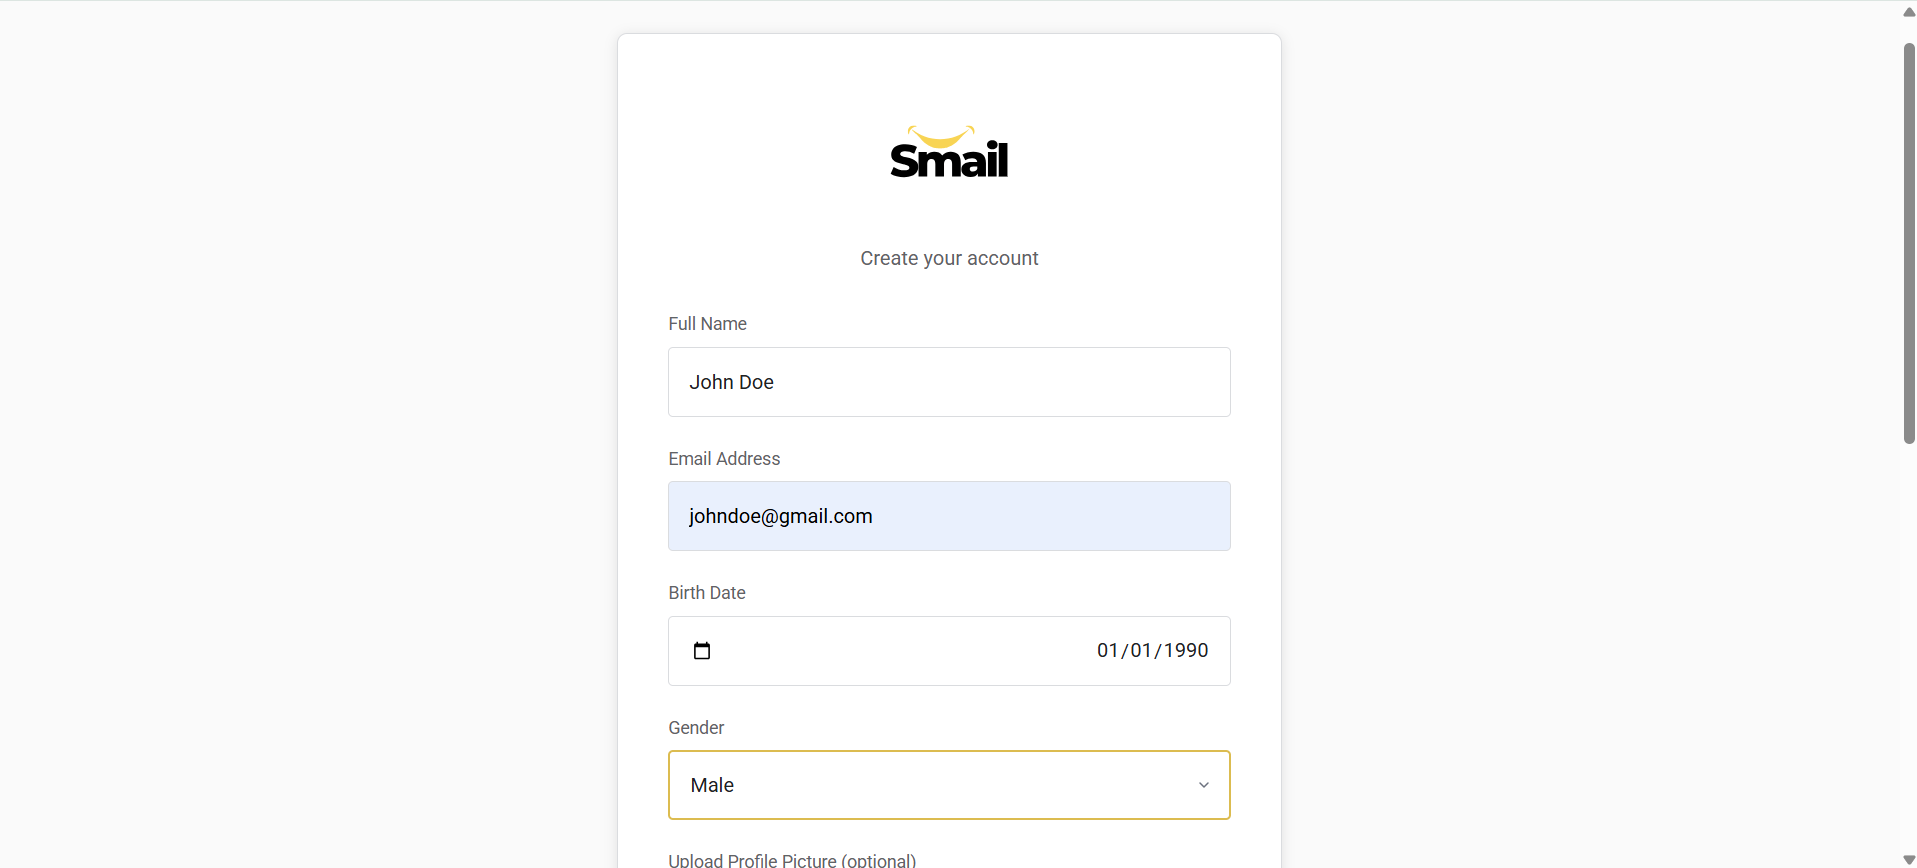 Smail
Create your account
Full Name
John Doe
Email Address
johndoe@gmail.com
Birth Date
01/01/1990
Gender
Male
Upload Profile Picture (optional)